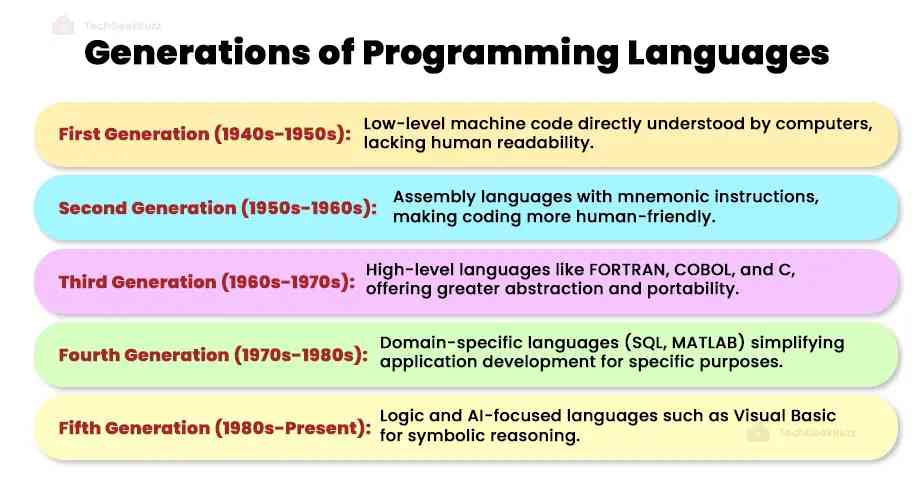 TechGeekBuzz
Generations of Programming Languages
First Generation (1940s-1950s): Low-level machine code directly understood by computers,
lacking human readability.
Second Generation (1950s-1960s): Assembly languages with mnemonic instructions,
making coding more human-friendly.
Third Generation (1960s-1970s): High-level languages like FORTRAN, COBOL, and C,
offering greater abstraction and portability.
Fourth Generation (1970s-1980s): Domain-specific languages (SQL, MATLAB) simplifying
application development for specific purposes.
Fifth Generation (1980s-Present): Logic and AI-focused languages such as Visual Basic
for symbolic reasoning.
TechGeekBuzz